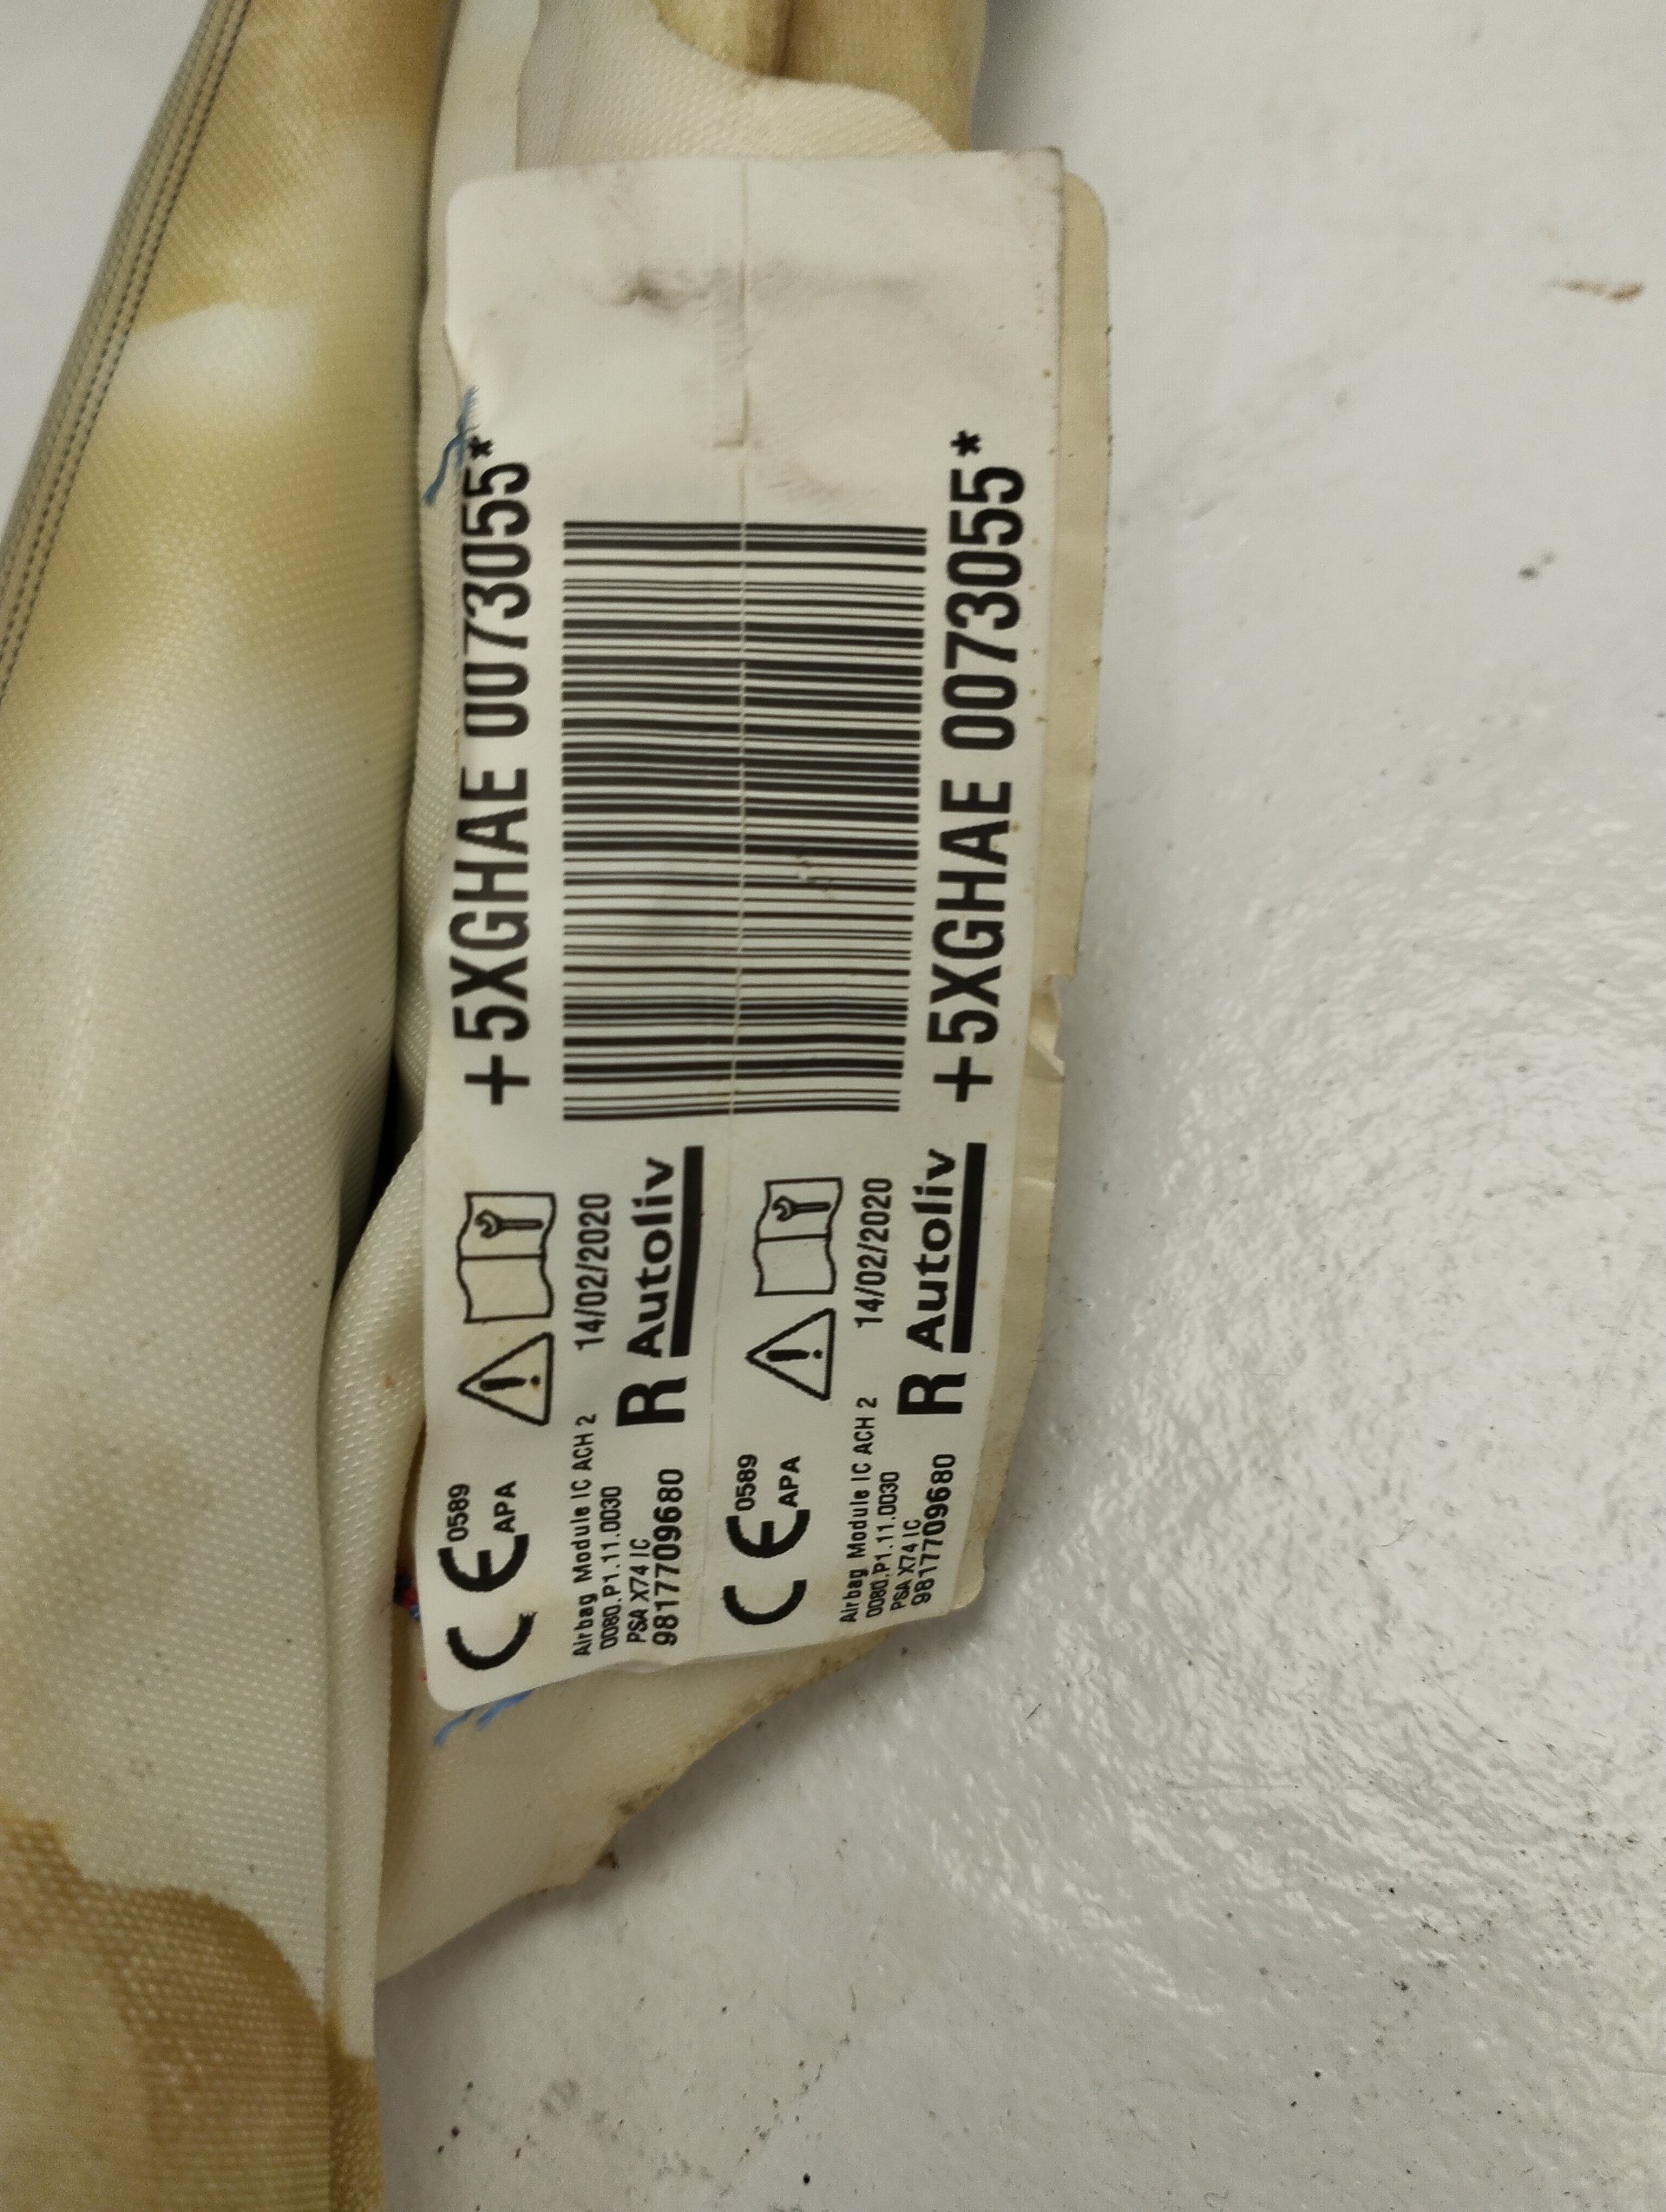 CE 0589
APA
+5XGHAE 0073055*
Airbag Module IC ACH 2 14/02/2020
0080.P1.11.0030
PSA X74 IC
9817709680
R Autoliv
CE 0589
APA
Airbag Module IC ACH 2 14/02/2020
0080.P1.11.0030
PSA X74 IC
9817709680
R Autoliv
+5XGHAE 0073055*